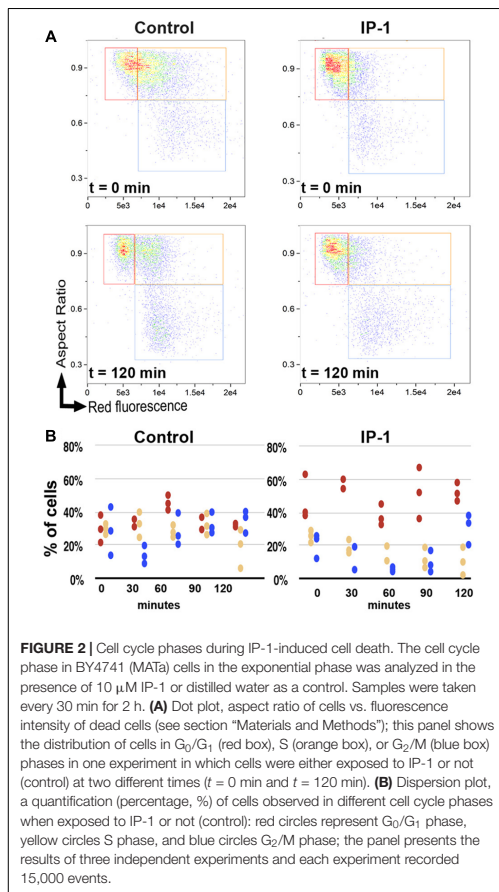 A
Control
IP-1
0.9
0.6
0.3
t = 0 min
0 5e3 1e4 1.5e4 2e4
0.9
0.6
0.3
t = 0 min
0 5e3 1e4 1.5e4 2e4
Aspect Ratio
0.9
0.6
0.3
t = 120 min
0 5e3 1e4 1.5e4 2e4
0.9
0.6
0.3
t = 120 min
0 5e3 1e4 1.5e4 2e4
Red fluorescence
B
Control
IP-1
% of cells
80%
60%
40%
20%
0%
0 30 60 90 120
minutes
80%
60%
40%
20%
0%
0 30 60 90 120
minutes
FIGURE 2 | Cell cycle phases during IP-1-induced cell death. The cell cycle
phase in BY4741 (MATa) cells in the exponential phase was analyzed in the
presence of 10 μM IP-1 or distilled water as a control. Samples were taken
every 30 min for 2 h. (A) Dot plot, aspect ratio of cells vs. fluorescence
intensity of dead cells (see section “Materials and Methods”); this panel shows
the distribution of cells in G0/G1 (red box), S (orange box), or G2/M (blue box)
phases in one experiment in which cells were either exposed to IP-1 or not
(control) at two different times (t = 0 min and t = 120 min). (B) Dispersion plot,
a quantification (percentage, %) of cells observed in different cell cycle phases
when exposed to IP-1 or not (control): red circles represent G0/G1 phase,
yellow circles S phase, and blue circles G2/M phase; the panel presents the
results of three independent experiments and each experiment recorded
15,000 events.